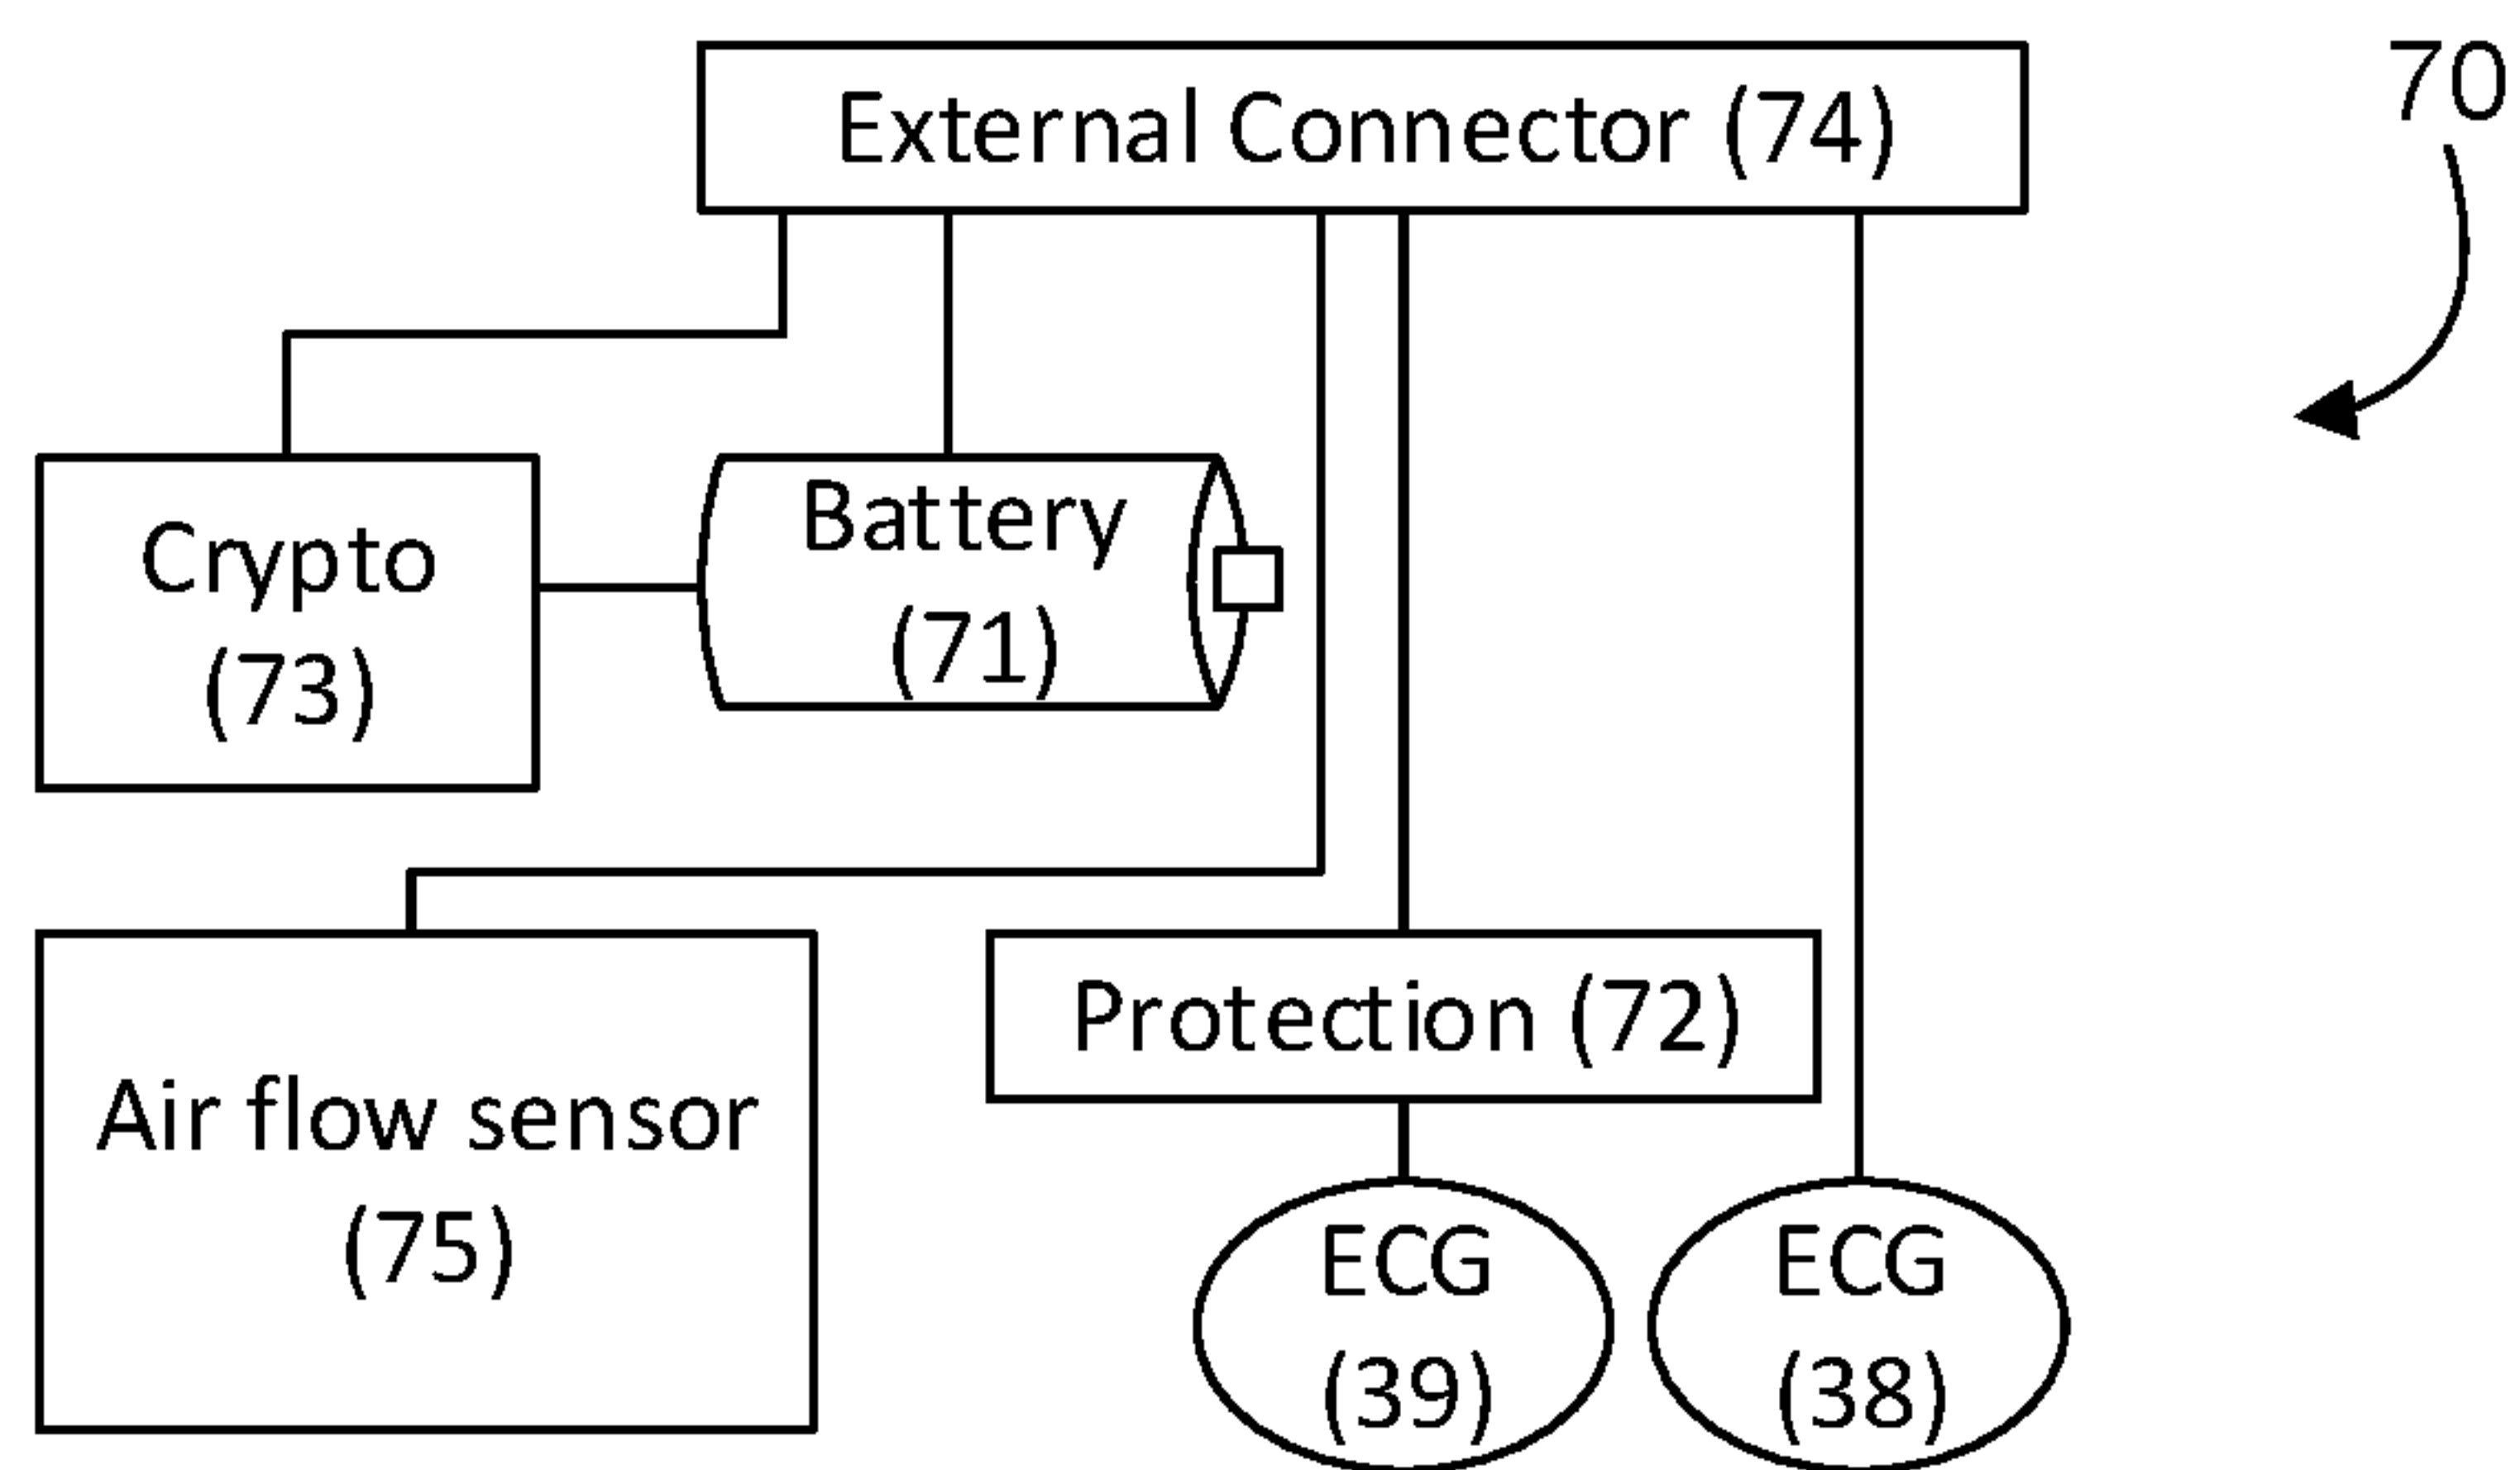 External Connector (74)
70
Crypto
(73)
Battery
(71)
Air flow sensor
(75)
Protection (72)
ECG
(39)
ECG
(38)